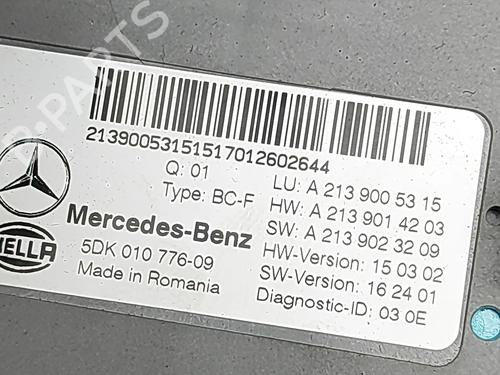 21390053151517012602644
Q: 01
Type: BC-F
Mercedes-Benz
HELLA
5DK 010 776-09
Made in Romania
LU: A 213 900 53 15
HW: A 213 901 42 03
SW: A 213 902 32 09
HW-Version: 15 03 02
SW-Version: 16 24 01
Diagnostic-ID: 03 0E
B-PARTS